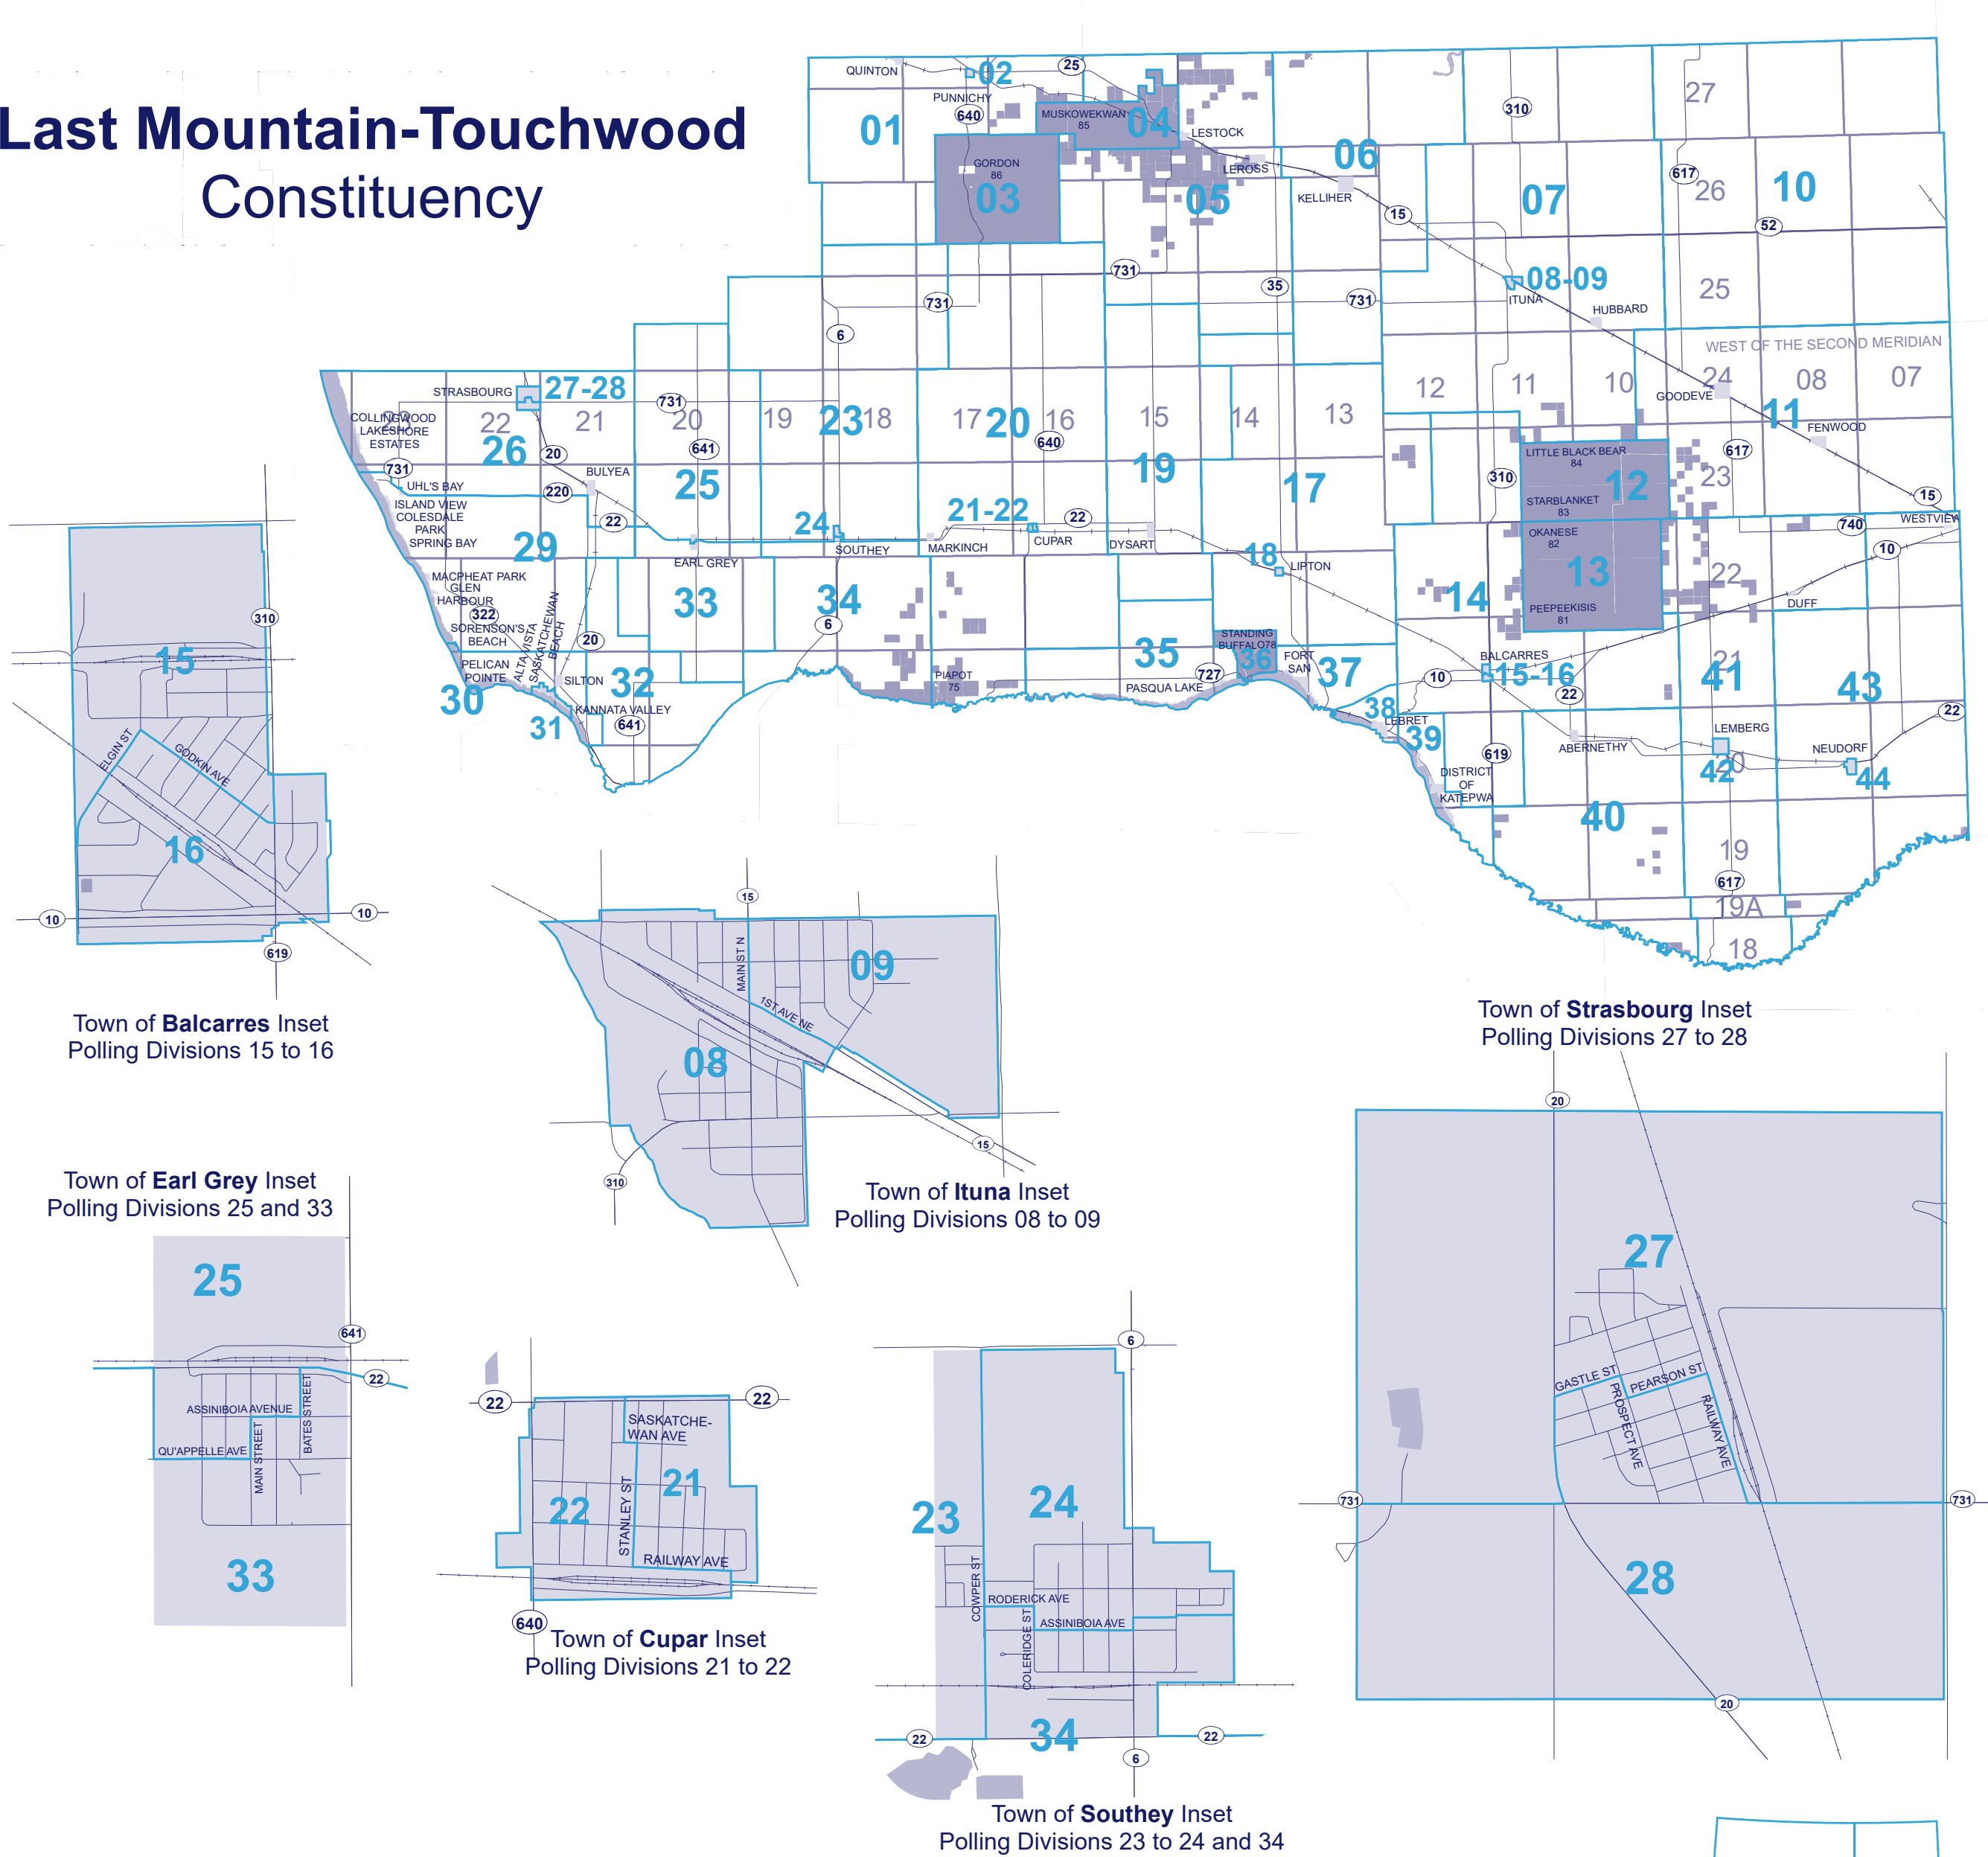 Last Mountain-Touchwood
Constituency
QUINTON
02
25
PUNNICHY
640
01
MUSKOWEKWAN
85
04
LESTOCK
GORDON
86
03
LEROSS
05
06
KELLIHER
310
27
617
26
10
07
15
52
731
731
35
731
08-09
ITUNA
25
HUBBARD
6
WEST OF THE SECOND MERIDIAN
12
11
10
24
08
07
GOODEVE
11
FENWOOD
STRASBOURG
27-28
731
COLLINGWOOD
LAKESHORE
ESTATES
23
22
21
20
19
23
18
17
20
16
15
14
13
26
20
641
640
731
BULYEA
25
19
17
310
LITTLE BLACK BEAR
84
12
617
23
UHL'S BAY
220
STARBLANKET
83
15
ISLAND VIEW
COLESDALE
PARK
SPRING BAY
22
29
24
SOUTHEY
MARKINCH
21-22
22
CUPAR
DYSART
OKANESE
82
740
WESTVIEW
10
EARL GREY
18
LIPTON
13
22
MACPHEAT PARK
GLEN
HARBOUR
322
33
34
14
PEEPEEKISIS
81
DUFF
SORENSON'S
BEACH
ALTA VISTA
SASKATCHEWAN
BEACH
20
6
STANDING
BUFFALO78
36
PELICAN
POINTE
SILTON
32
PIAPOT
75
35
727
PASQUA LAKE
FORT
SAN
37
BALCARRES
15-16
10
22
21
41
43
30
31
KANNATA VALLEY
641
38
LEBRET
39
619
ABERNETHY
LEMBERG
20
42
NEUDORF
22
44
DISTRICT
OF
KATEPWA
40
19
617
19A
18
310
15
ELGIN ST
GODKIN AVE
16
10
10
619
Town of Balcarres Inset
Polling Divisions 15 to 16
15
MAIN ST N
09
1ST AVE NE
08
15
310
Town of Ituna Inset
Polling Divisions 08 to 09
Town of Strasbourg Inset
Polling Divisions 27 to 28
20
27
GASTLE ST
PEARSON ST
PROSPECT AVE
RAILWAY AVE
731
731
28
20
Town of Earl Grey Inset
Polling Divisions 25 and 33
25
641
22
ASSINIBOIA AVENUE
BATES STREET
QU'APPELLE AVE
MAIN STREET
33
22
22
SASKATCHE-
WAN AVE
21
22
STANLEY ST
RAILWAY AVE
640
Town of Cupar Inset
Polling Divisions 21 to 22
6
23
24
COWPER ST
RODERICK AVE
COLERIDGE ST
ASSINIBOIA AVE
34
22
22
6
Town of Southey Inset
Polling Divisions 23 to 24 and 34